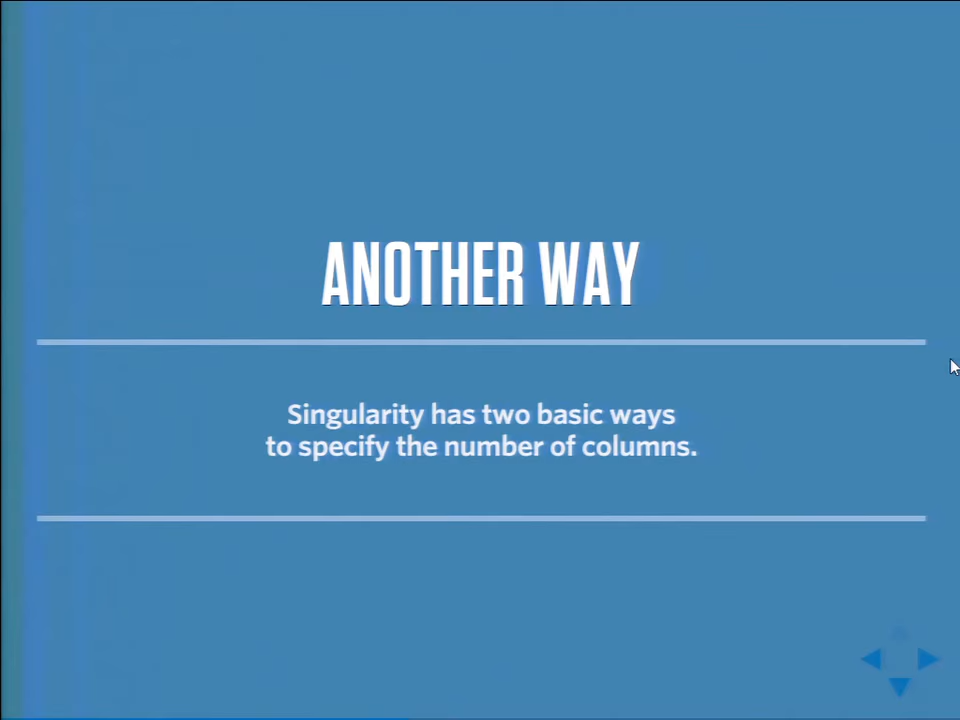 ANOTHER WAY
Singularity has two basic ways
to specify the number of columns.